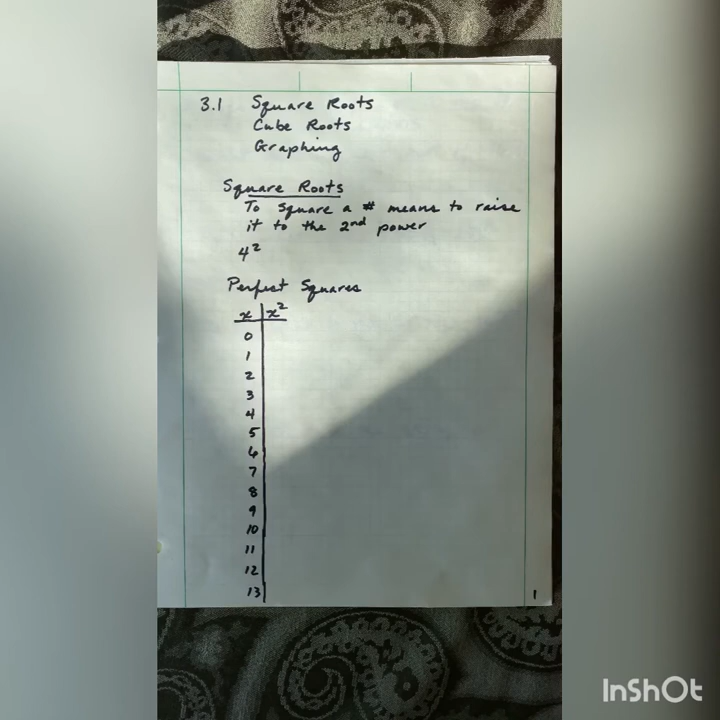 3.1 Square Roots
Cube Roots
Graphing
Square Roots
To square a # means to raise
it to the 2nd power
4²
Perfect Squares
x x²
0
1
2
3
4
5
6
7
8
9
10
11
12
13
1
InShOt